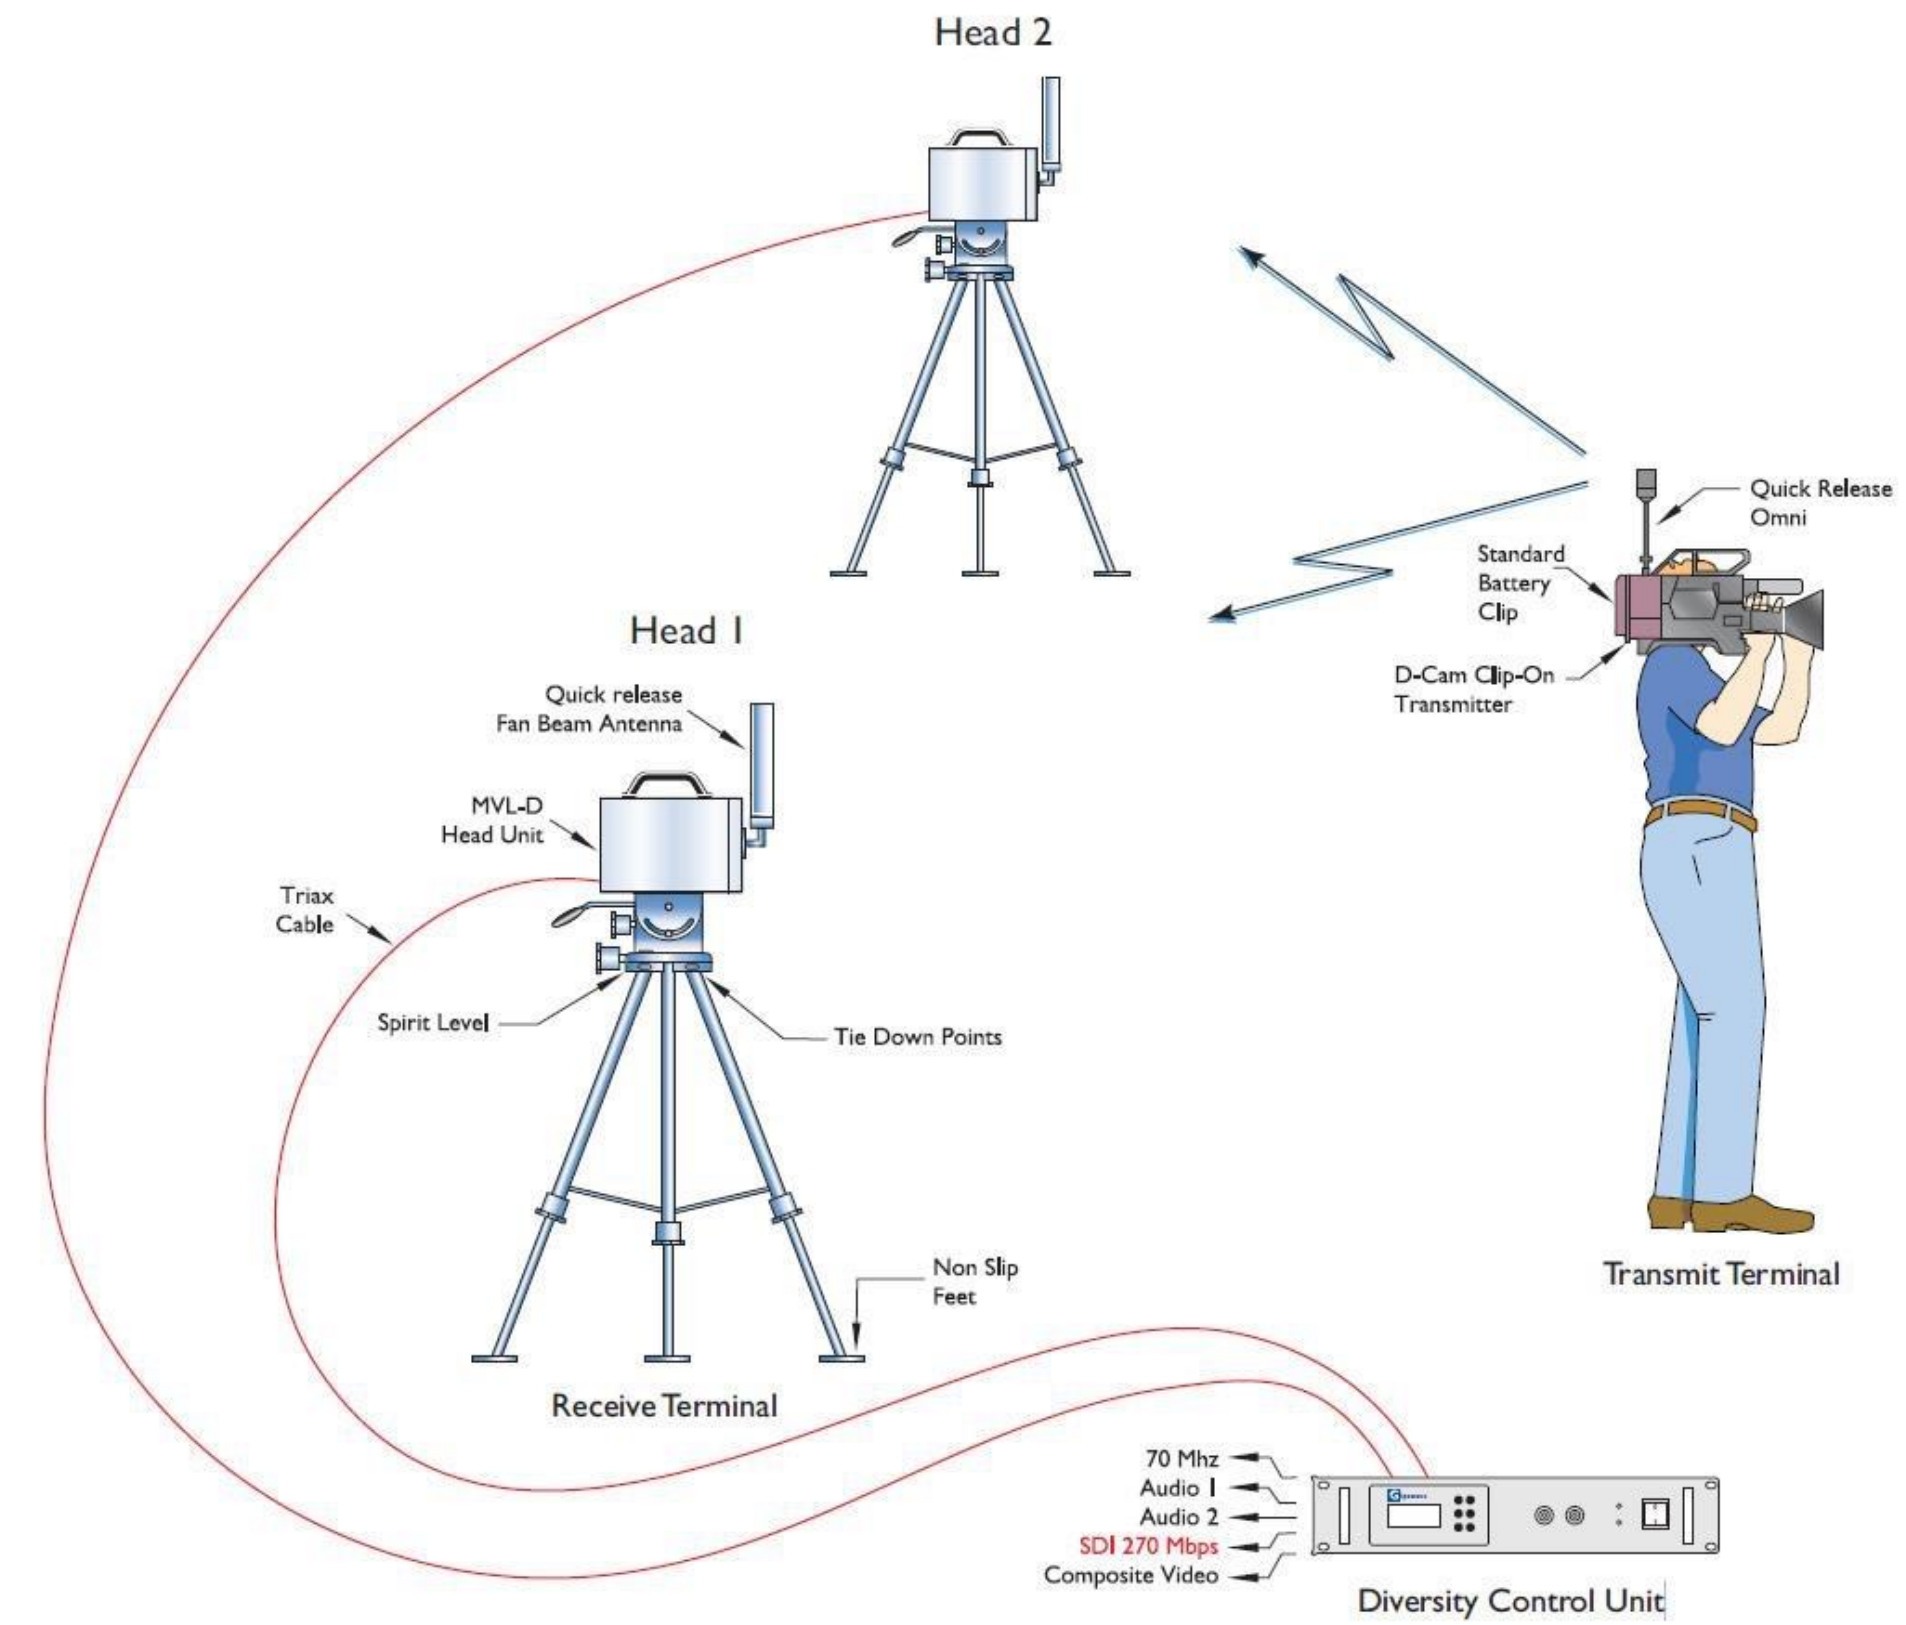 Head 2
Quick Release
Omni
Standard
Battery
Clip
D-Cam Clip-On
Transmitter
Head 1
Quick release
Fan Beam Antenna
MVL-D
Head Unit
Triax
Cable
Spirit Level
Tie Down Points
Non Slip
Feet
Transmit Terminal
Receive Terminal
70 Mhz
Audio 1
Audio 2
SDI 270 Mbps
Composite Video
Diversity Control Unit